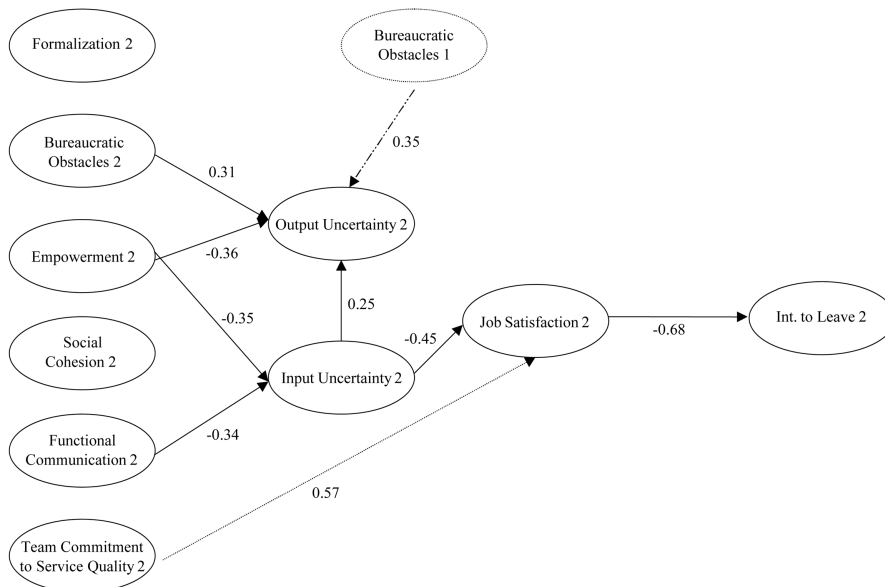 Formalization 2
Bureaucratic
Obstacles 1
Bureaucratic
Obstacles 2
0.31
0.35
Output Uncertainty 2
Empowerment 2
-0.36
-0.35
0.25
Social
Cohesion 2
Input Uncertainty 2
-0.45
Job Satisfaction 2
-0.68
Int. to Leave 2
Functional
Communication 2
-0.34
0.57
Team Commitment
to Service Quality 2